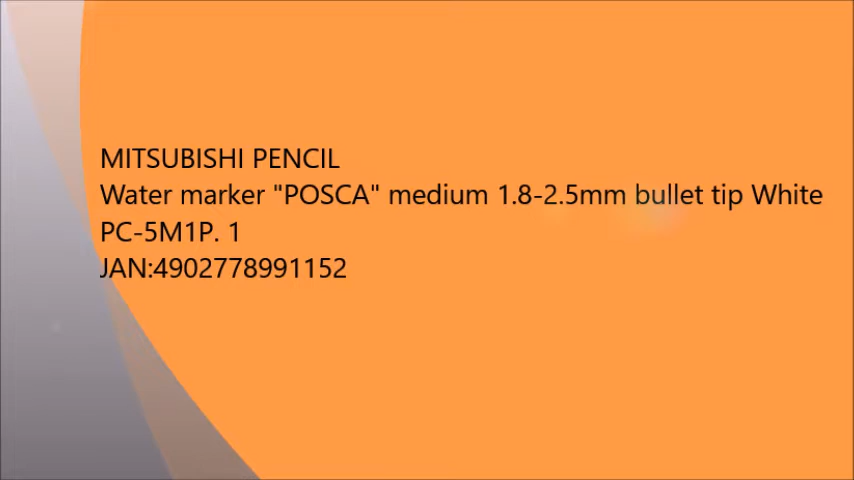 MITSUBISHI PENCIL
Water marker "POSCA" medium 1.8-2.5mm bullet tip White
PC-5M1P. 1
JAN:4902778991152